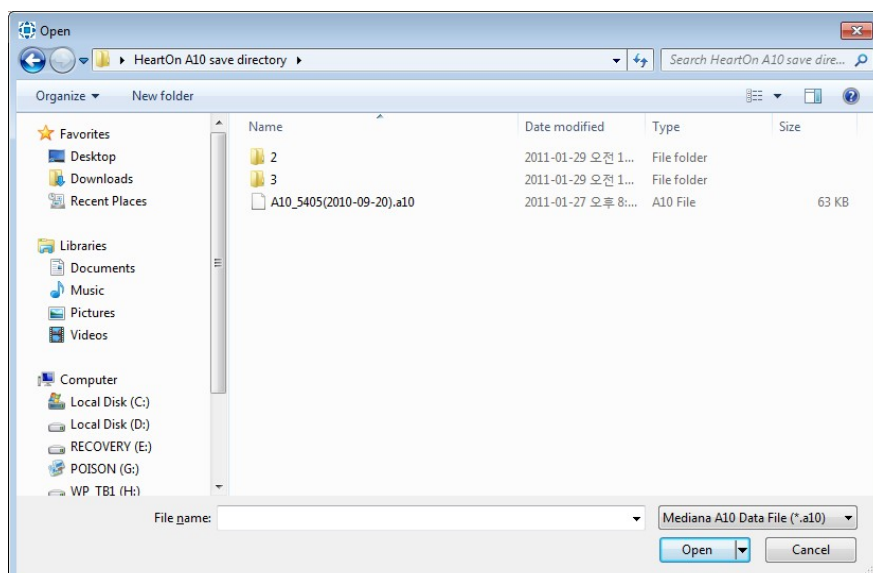 Open
HeartOn A10 save directory
Search HeartOn A10 save dire...
Organize
New folder
Favorites
Desktop
Downloads
Recent Places
Libraries
Documents
Music
Pictures
Videos
Computer
Local Disk (C:)
Local Disk (D:)
RECOVERY (E:)
POISON (G:)
WP_TB1 (H:)
Name Date modified Type Size
2 2011-01-29 오전 1... File folder
3 2011-01-29 오전 1... File folder
A10_5405(2010-09-20).a10 2011-01-27 오후 8:... A10 File 63 KB
File name:
Mediana A10 Data File (*.a10)
Open
Cancel